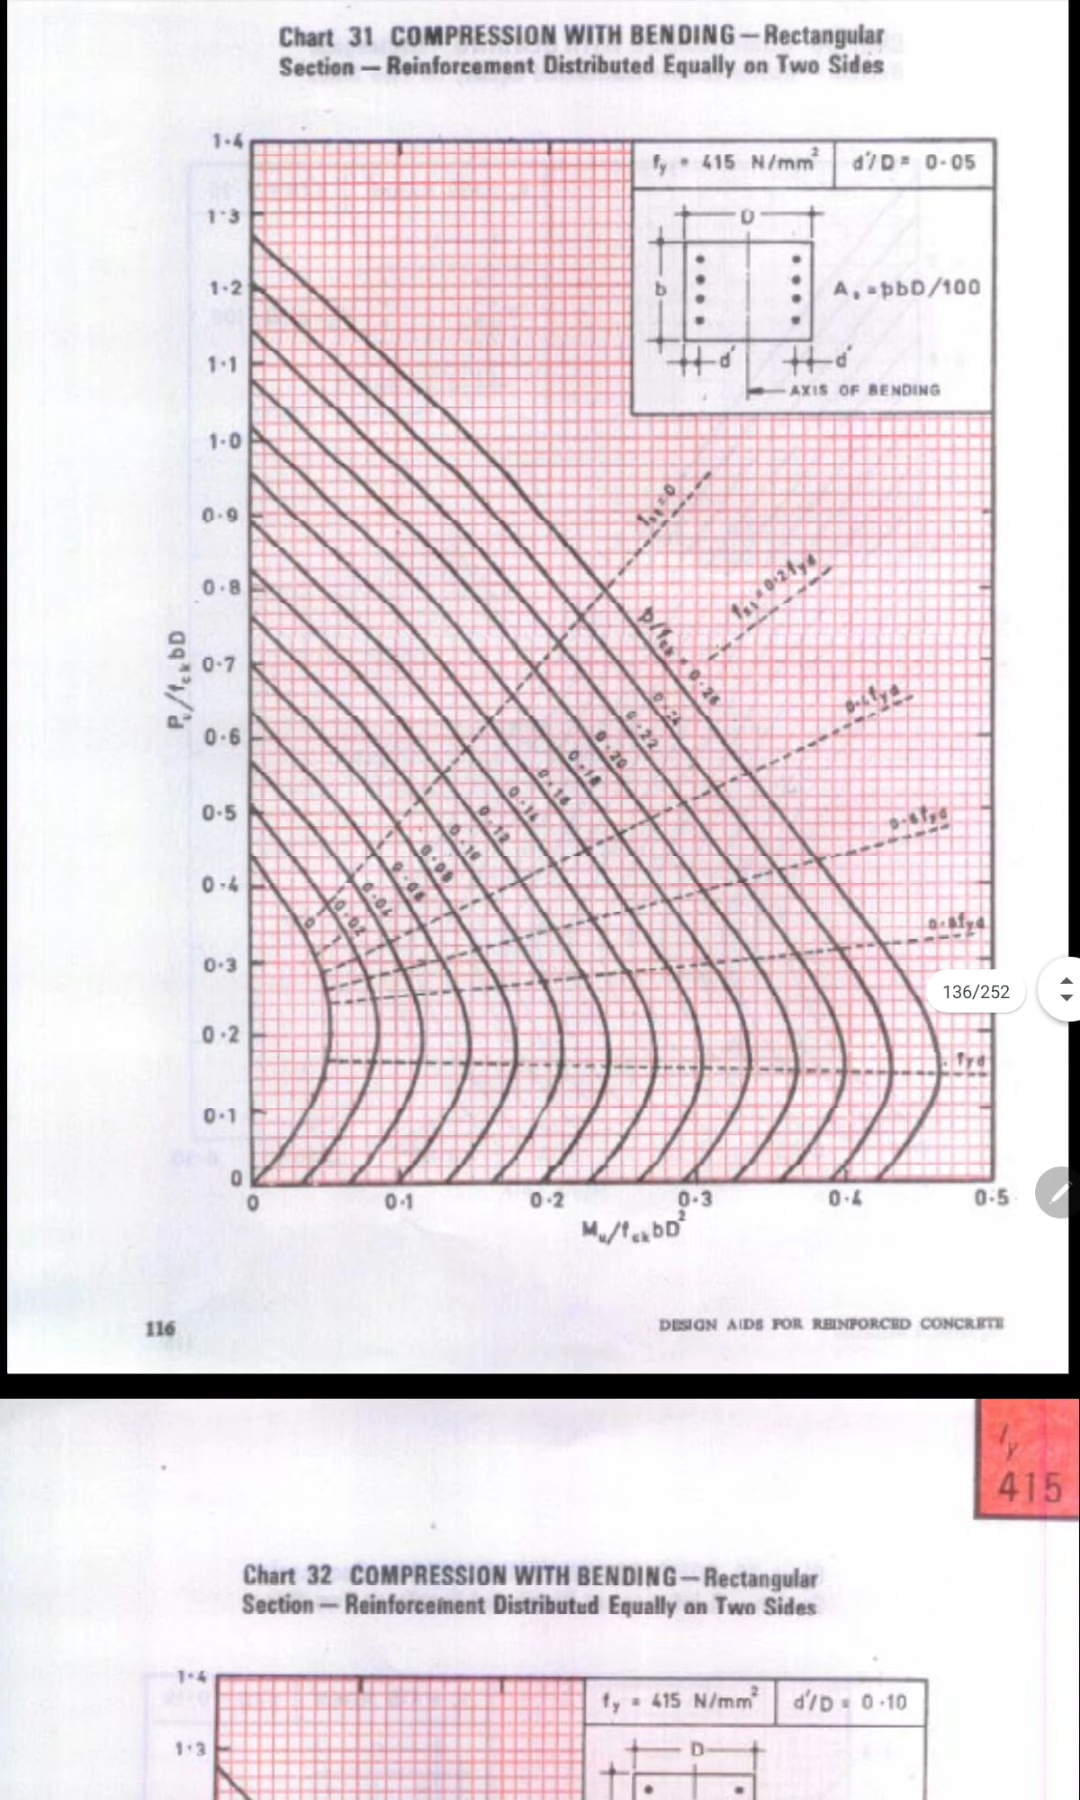 Chart 31 COMPRESSION WITH BENDING — Rectangular
Section — Reinforcement Distributed Equally on Two Sides
1·4
1·3
1·2
1·1
1·0
0·9
0·8
0·7
0·6
0·5
0·4
0·3
0·2
0·1
0
Pu/fck bD
fy = 415 N/mm²
d'/D = 0·05
D
b
As = pbD/100
d'
d'
AXIS OF BENDING
fst = 0
fst = 0·2fyd
0·4fyd
0·6fyd
0·8fyd
fyd
p/fck = 0·26
0·24
0·22
0·20
0·18
0·16
0·14
0·12
0·10
0·08
0·06
0·04
0·02
0
0
0·1
0·2
0·3
0·4
0·5
Mu/fck bD²
136/252
116
DESIGN AIDS FOR REINFORCED CONCRETE
fy
415
Chart 32 COMPRESSION WITH BENDING — Rectangular
Section — Reinforcement Distributed Equally on Two Sides
1·4
1·3
fy = 415 N/mm²
d'/D = 0·10
D